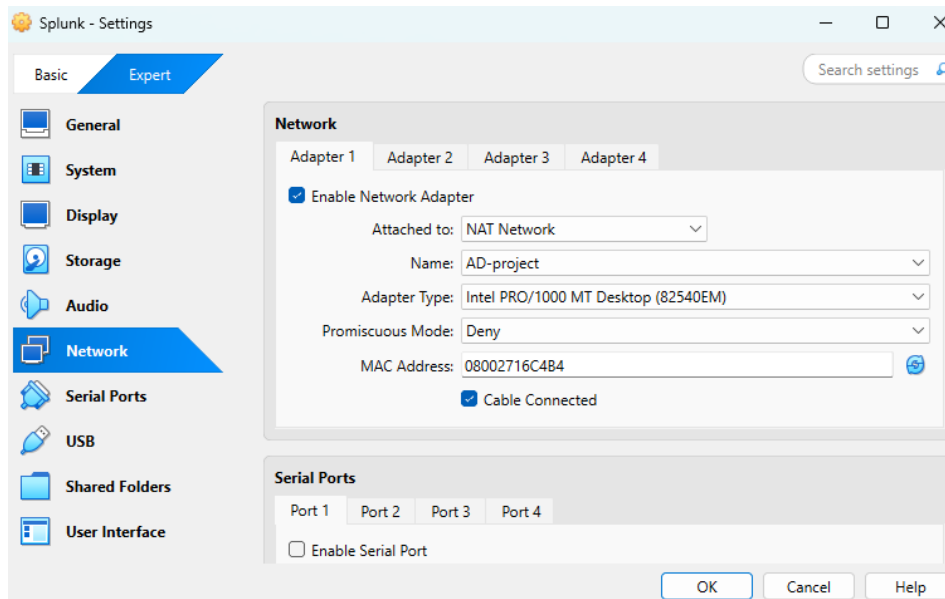 Splunk - Settings
Basic
Expert
Search settings
General
System
Display
Storage
Audio
Network
Serial Ports
USB
Shared Folders
User Interface
Network
Adapter 1
Adapter 2
Adapter 3
Adapter 4
Enable Network Adapter
Attached to: NAT Network
Name: AD-project
Adapter Type: Intel PRO/1000 MT Desktop (82540EM)
Promiscuous Mode: Deny
MAC Address: 08002716C4B4
Cable Connected
Serial Ports
Port 1
Port 2
Port 3
Port 4
Enable Serial Port
OK
Cancel
Help